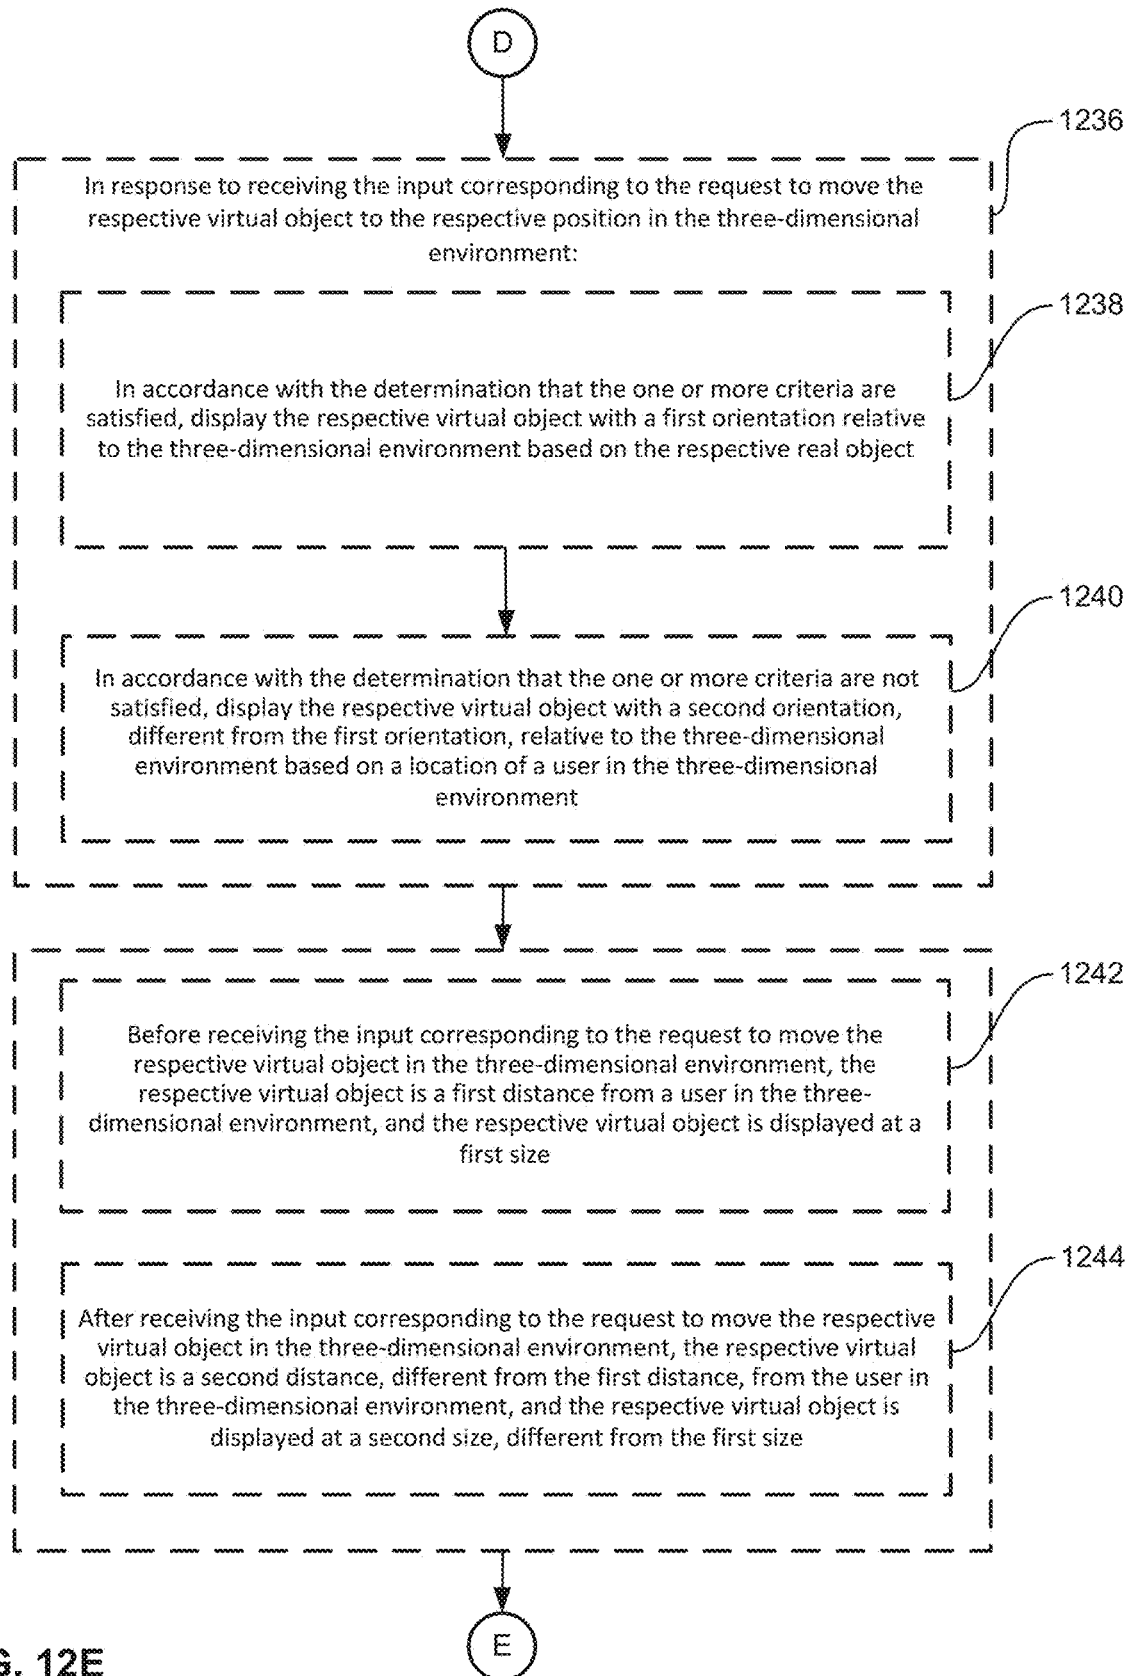 D
1236
In response to receiving the input corresponding to the request to move the
respective virtual object to the respective position in the three-dimensional
environment:
1238
In accordance with the determination that the one or more criteria are
satisfied, display the respective virtual object with a first orientation relative
to the three-dimensional environment based on the respective real object
1240
In accordance with the determination that the one or more criteria are not
satisfied, display the respective virtual object with a second orientation,
different from the first orientation, relative to the three-dimensional
environment based on a location of a user in the three-dimensional
environment
1242
Before receiving the input corresponding to the request to move the
respective virtual object in the three-dimensional environment, the
respective virtual object is a first distance from a user in the three-
dimensional environment, and the respective virtual object is displayed at a
first size
1244
After receiving the input corresponding to the request to move the respective
virtual object in the three-dimensional environment, the respective virtual
object is a second distance, different from the first distance, from the user in
the three-dimensional environment, and the respective virtual object is
displayed at a second size, different from the first size
E
G. 12E